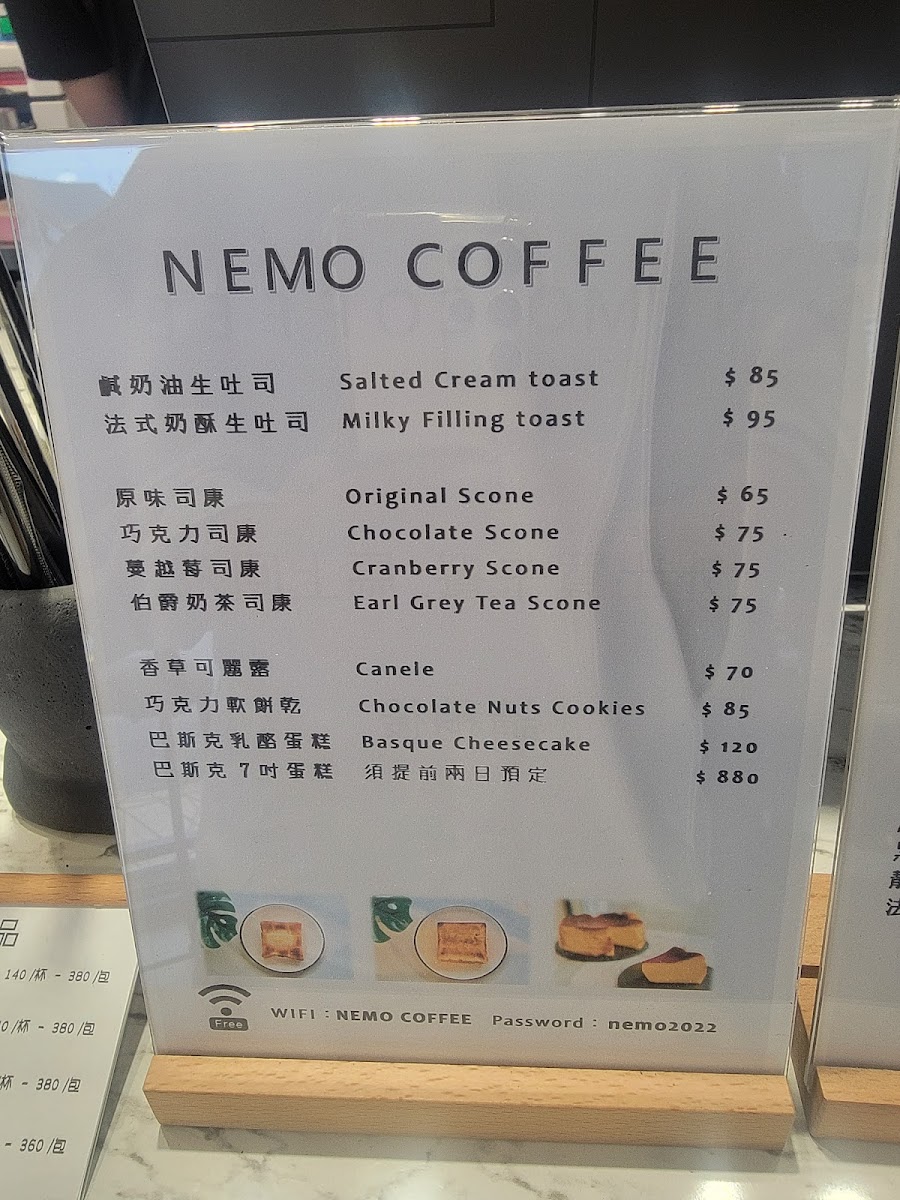 NEMO COFFEE
鹹奶油生吐司 Salted Cream toast $ 85
法式奶酥生吐司 Milky Filling toast $ 95
原味司康 Original Scone $ 65
巧克力司康 Chocolate Scone $ 75
蔓越莓司康 Cranberry Scone $ 75
伯爵奶茶司康 Earl Grey Tea Scone $ 75
香草可麗露 Canele $ 70
巧克力軟餅乾 Chocolate Nuts Cookies $ 85
巴斯克乳酪蛋糕 Basque Cheesecake $ 120
巴斯克7吋蛋糕 須提前兩日預定 $ 880
Free WIFI：NEMO COFFEE Password：nemo2022
品
140 /杯 - 380 /包
0 /杯 - 380 /包
/杯 - 380 /包
- 360 /包
法